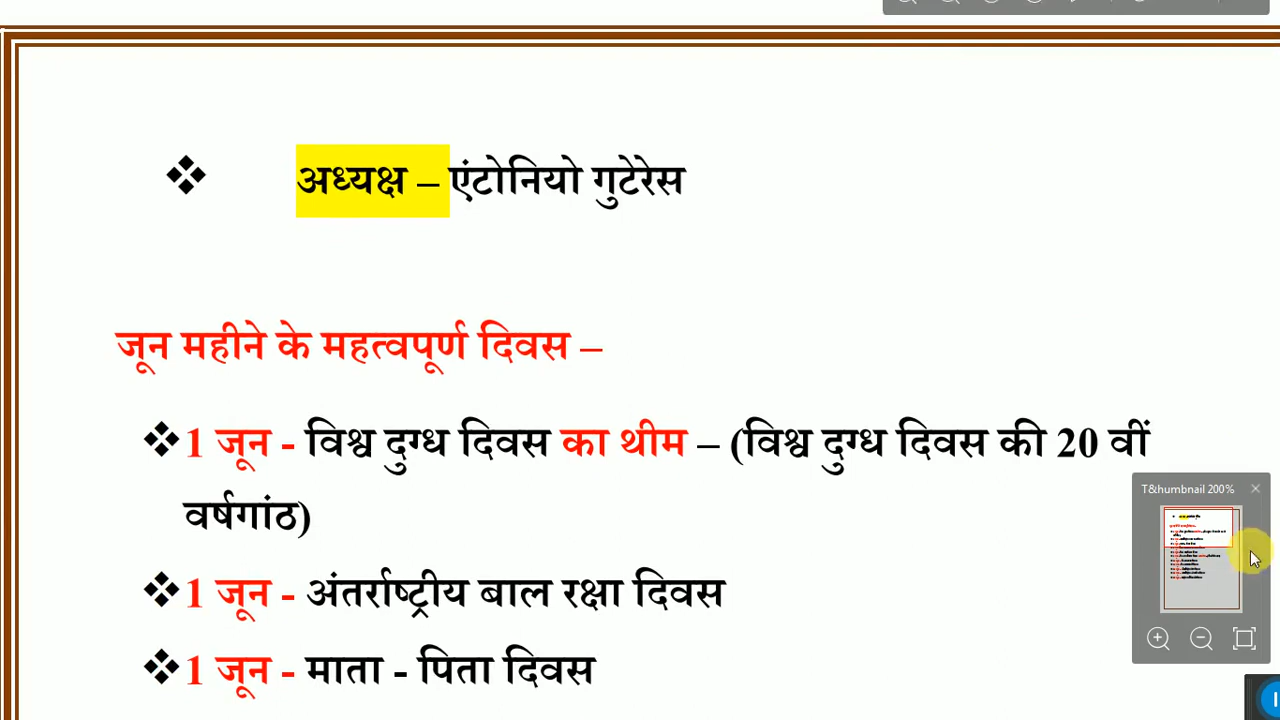 ❖ अध्यक्ष – एंटोनियो गुटेरेस
जून महीने के महत्वपूर्ण दिवस –
❖ 1 जून - विश्व दुग्ध दिवस का थीम – (विश्व दुग्ध दिवस की 20 वीं
वर्षगांठ)
❖ 1 जून - अंतर्राष्ट्रीय बाल रक्षा दिवस
❖ 1 जून - माता - पिता दिवस
T&humbnail 200%